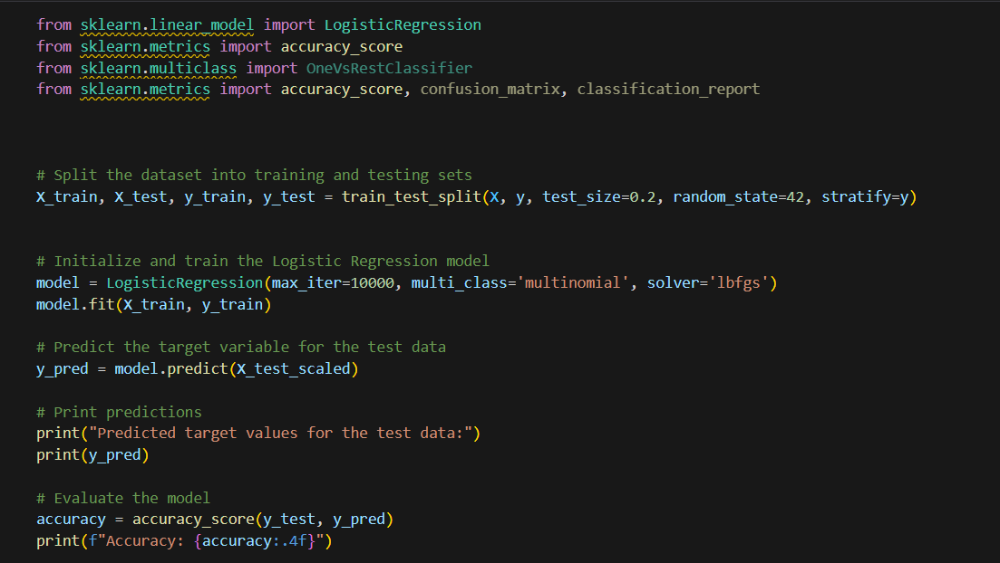 from sklearn.linear_model import LogisticRegression
from sklearn.metrics import accuracy_score
from sklearn.multiclass import OneVsRestClassifier
from sklearn.metrics import accuracy_score, confusion_matrix, classification_report
# Split the dataset into training and testing sets
X_train, X_test, y_train, y_test = train_test_split(X, y, test_size=0.2, random_state=42, stratify=y)
# Initialize and train the Logistic Regression model
model = LogisticRegression(max_iter=10000, multi_class='multinomial', solver='lbfgs')
model.fit(X_train, y_train)
# Predict the target variable for the test data
y_pred = model.predict(X_test_scaled)
# Print predictions
print("Predicted target values for the test data:")
print(y_pred)
# Evaluate the model
accuracy = accuracy_score(y_test, y_pred)
print(f"Accuracy: {accuracy:.4f}")